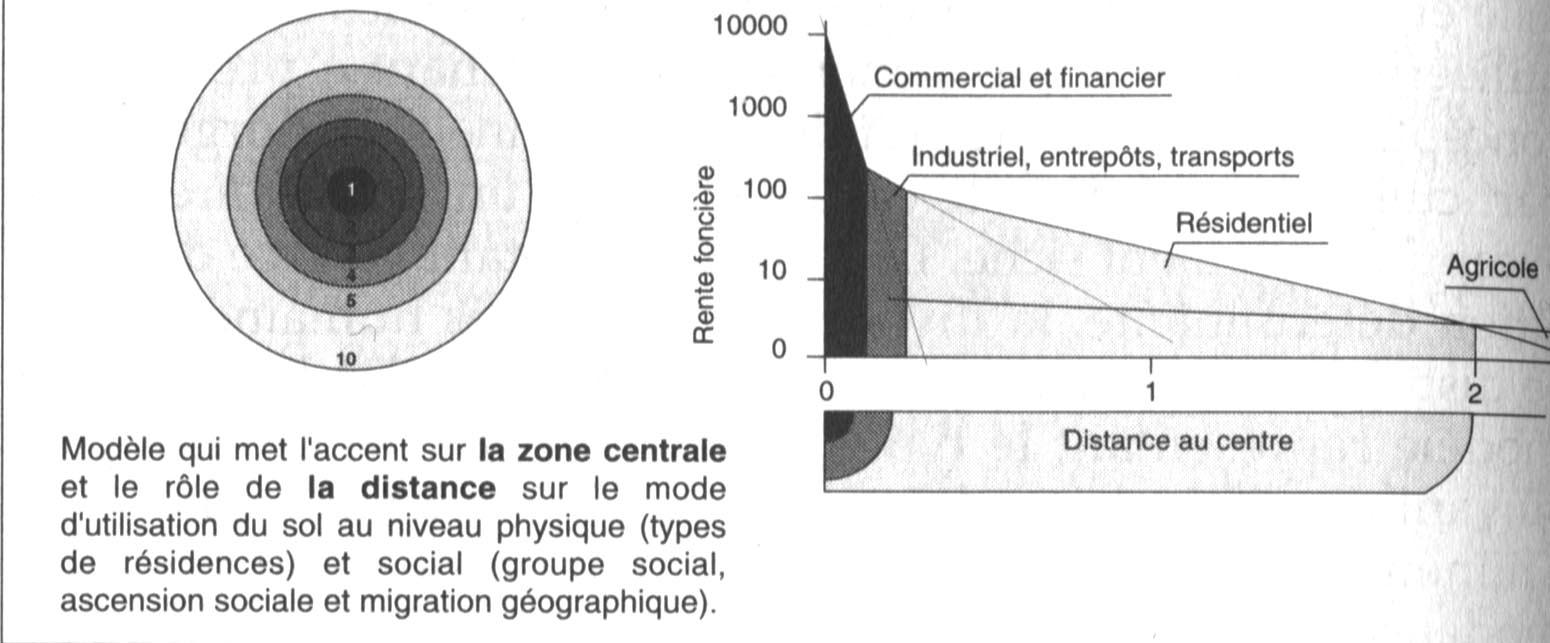 1
2
3
4
5
10
Modèle qui met l'accent sur la zone centrale
et le rôle de la distance sur le mode
d'utilisation du sol au niveau physique (types
de résidences) et social (groupe social,
ascension sociale et migration géographique).
10000
1000
100
10
0
Rente foncière
Commercial et financier
Industriel, entrepôts, transports
Résidentiel
Agricole
0
1
2
Distance au centre